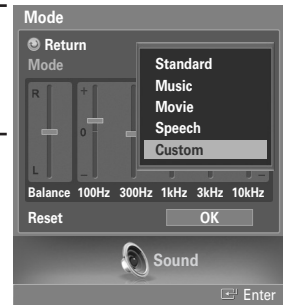 Mode
Return
Mode
Standard
Music
Movie
Speech
Custom
R
+
0
L
−
−
Balance 100Hz 300Hz 1kHz 3kHz 10kHz
Reset OK
Sound
Enter